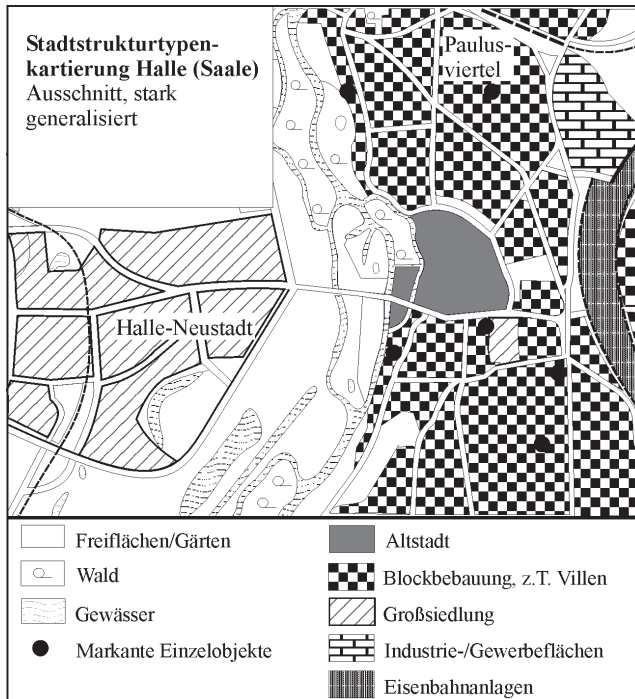 Stadtstrukturtypen-
kartierung Halle (Saale)
Ausschnitt, stark
generalisiert
Paulus-
viertel
Halle-Neustadt
Freiflächen/Gärten
Wald
Gewässer
Markante Einzelobjekte
Altstadt
Blockbebauung, z.T. Villen
Großsiedlung
Industrie-/Gewerbeflächen
Eisenbahnanlagen